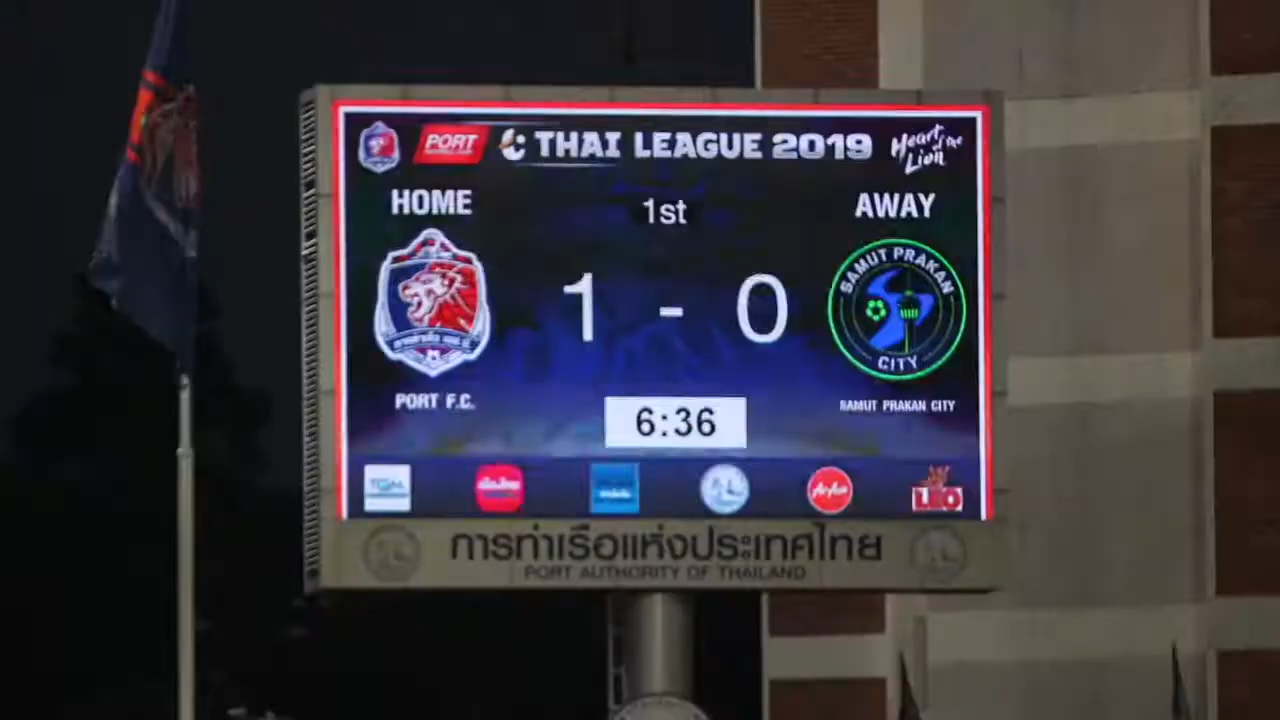 PORT THAI LEAGUE 2019 Heart of the Lion
HOME 1st AWAY
SAMUT PRAKAN CITY
1 - 0
PORT F.C. SAMUT PRAKAN CITY
6:36
AirAsia LEO
การท่าเรือแห่งประเทศไทย
PORT AUTHORITY OF THAILAND